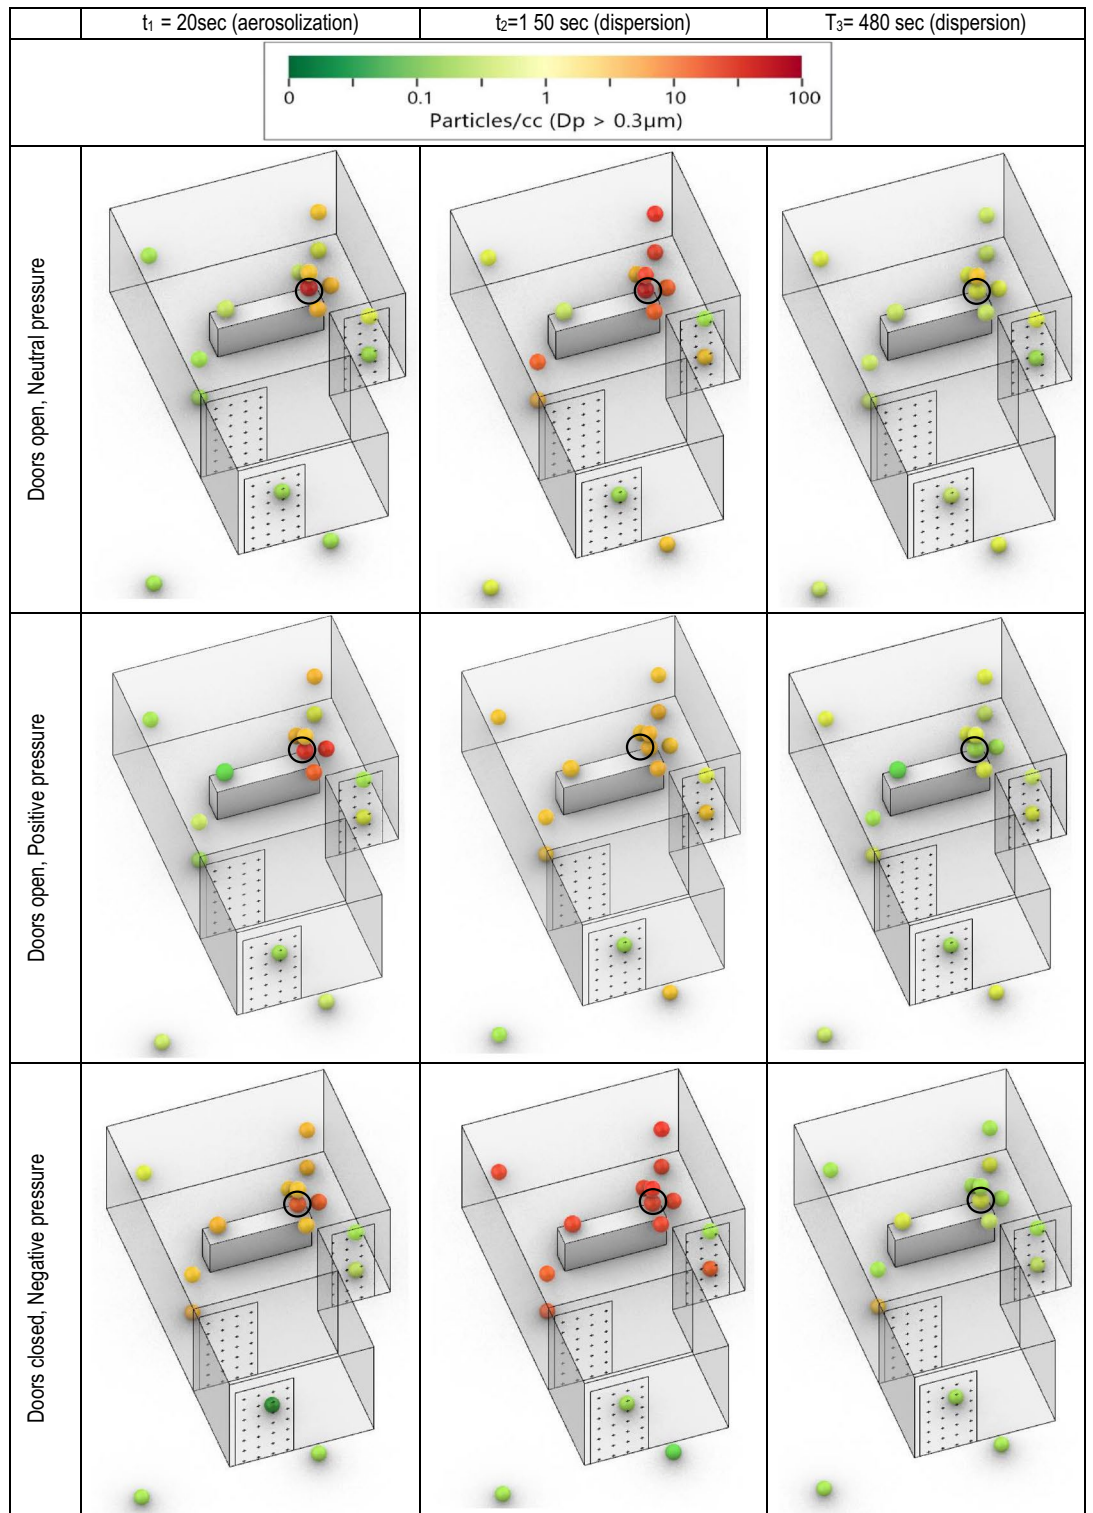 t1 = 20sec (aerosolization)
t2=1 50 sec (dispersion)
T3= 480 sec (dispersion)
0 0.1 1 10 100
Particles/cc (Dp > 0.3µm)
Doors open, Neutral pressure
Doors open, Positive pressure
Doors closed, Negative pressure